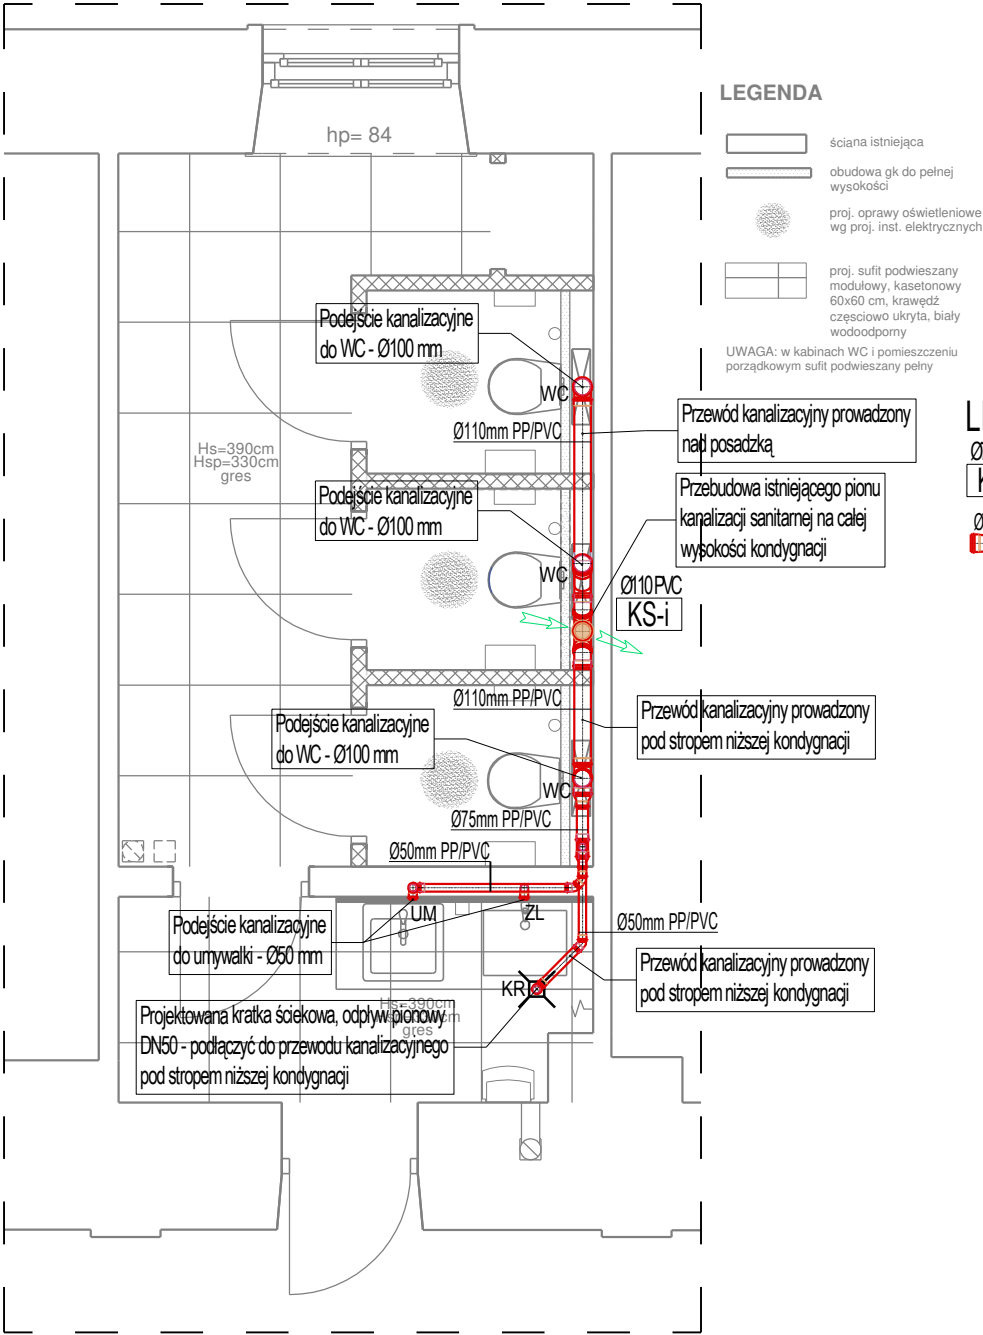 hp= 84
LEGENDA
ściana istniejąca
obudowa gk do pełnej
wysokości
proj. oprawy oświetleniowe
wg proj. inst. elektrycznych
proj. sufit podwieszany
modułowy, kasetonowy
60x60 cm, krawędź
częsciowo ukryta, biały
wodoodporny
UWAGA: w kabinach WC i pomieszczeniu
porządkowym sufit podwieszany pełny
Podejście kanalizacyjne
do WC - Ø100 mm
WC
Ø110mm PP/PVC
Przewód kanalizacyjny prowadzony
nad posadzką
Hs=390cm
Hsp=330cm
gres
Podejście kanalizacyjne
do WC - Ø100 mm
WC
Przebudowa istniejącego pionu
kanalizacji sanitarnej na całej
wysokości kondygnacji
Ø110PVC
KS-i
Ø110mm PP/PVC
Przewód kanalizacyjny prowadzony
pod stropem niższej kondygnacji
Podejście kanalizacyjne
do WC - Ø100 mm
WC
Ø75mm PP/PVC
Ø50mm PP/PVC
UM
ZL
Ø50mm PP/PVC
Podejście kanalizacyjne
do umywalki - Ø50 mm
Przewód kanalizacyjny prowadzony
pod stropem niższej kondygnacji
KR
Hs=390cm
gres
Projektowana kratka ściekowa, odpływ pionowy
DN50 - podłączyć do przewodu kanalizacyjnego
pod stropem niższej kondygnacji